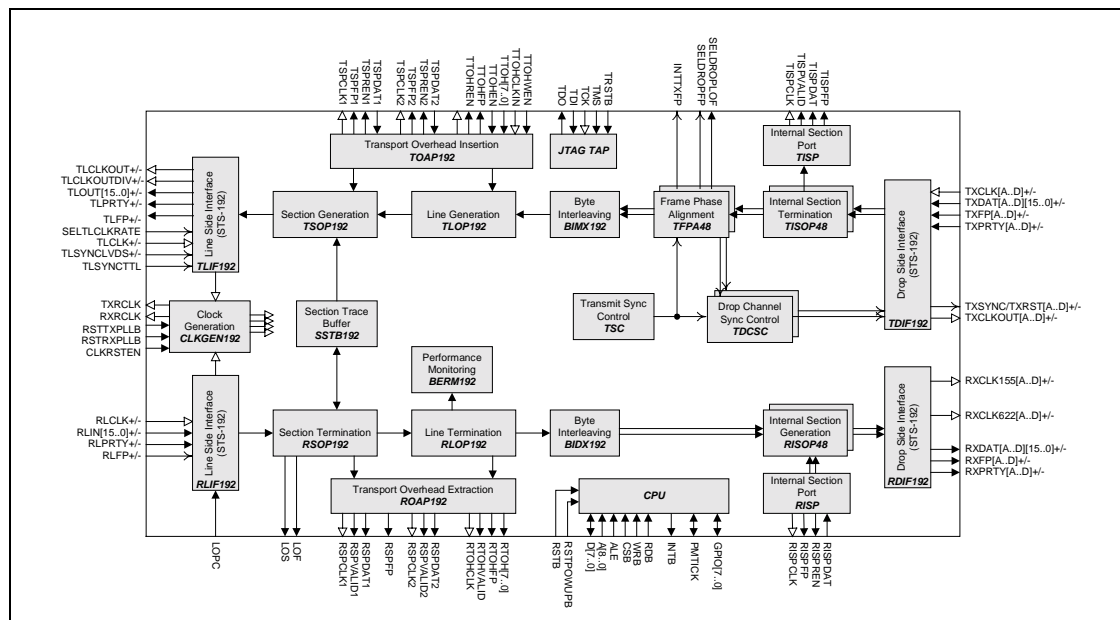 TSPCLK1
TSPFP1
TSPREN1
TSPDAT1
TSPCLK2
TSPFP2
TSPREN2
TSPDAT2
TTOHREN
TTOHFP
TTOHEN
TTOH[7..0]
TTOHCLKIN
TTOHWEN
TDO
TDI
TCK
TMS
TRSTB
INTTXFP
SELDROPFP
SELDROPLOF
TISPCLK
TISPVALID
TISPDAT
TISPFP
Transport Overhead Insertion
TOAP192
JTAG TAP
Internal Section
Port
TISP
TLCLKOUT+/-
TLCLKOUTDIV+/-
TLOUT[15..0]+/-
TLPRTY+/-
TLFP+/-
SELTLCLKRATE
TLCLK+/-
TLSYNCLVDS+/-
TLSYNCTTL
Line Side Interface
(STS-192)
TLIF192
Section Generation
TSOP192
Line Generation
TLOP192
Byte
Interleaving
BIMX192
Frame Phase
Alignment
TFPA48
Internal Section
Termination
TISOP48
Drop Side Interface
(STS-192)
TDIF192
TXCLK[A..D]+/-
TXDAT[A..D][15..0]+/-
TXFP[A..D]+/-
TXPRTY[A..D]+/-
TXSYNC/TXRST[A..D]+/-
TXCLKOUT[A..D]+/-
TXRCLK
RXRCLK
RSTTXPLLB
RSTRXPLLB
CLKRSTEN
Clock
Generation
CLKGEN192
Section Trace
Buffer
SSTB192
Transmit Sync
Control
TSC
Drop Channel
Sync Control
TDCSC
Performance
Monitoring
BERM192
RLCLK+/-
RLIN[15..0]+/-
RLPRTY+/-
RLFP+/-
Line Side Interface
(STS-192)
RLIF192
Section Termination
RSOP192
Line Termination
RLOP192
Byte
Interleaving
BIDX192
Internal Section
Generation
RISOP48
Drop Side Interface
(STS-192)
RDIF192
RXCLK155[A..D]+/-
RXCLK622[A..D]+/-
RXDAT[A..D][15..0]+/-
RXFP[A..D]+/-
RXPRTY[A..D]+/-
Transport Overhead Extraction
ROAP192
CPU
Internal Section
Port
RISP
LOPC
LOS
LOF
RSPCLK1
RSPVALID1
RSPDAT1
RSPFP
RSPCLK2
RSPVALID2
RSPDAT2
RTOHCLK
RTOHVALID
RTOHFP
RTOH[7..0]
RSTB
RSTPOWUPB
D[7..0]
A[8..0]
ALE
CSB
WRB
RDB
INTB
PMTICK
GPIO[7..0]
RISPCLK
RISPFP
RISPREN
RISPDAT